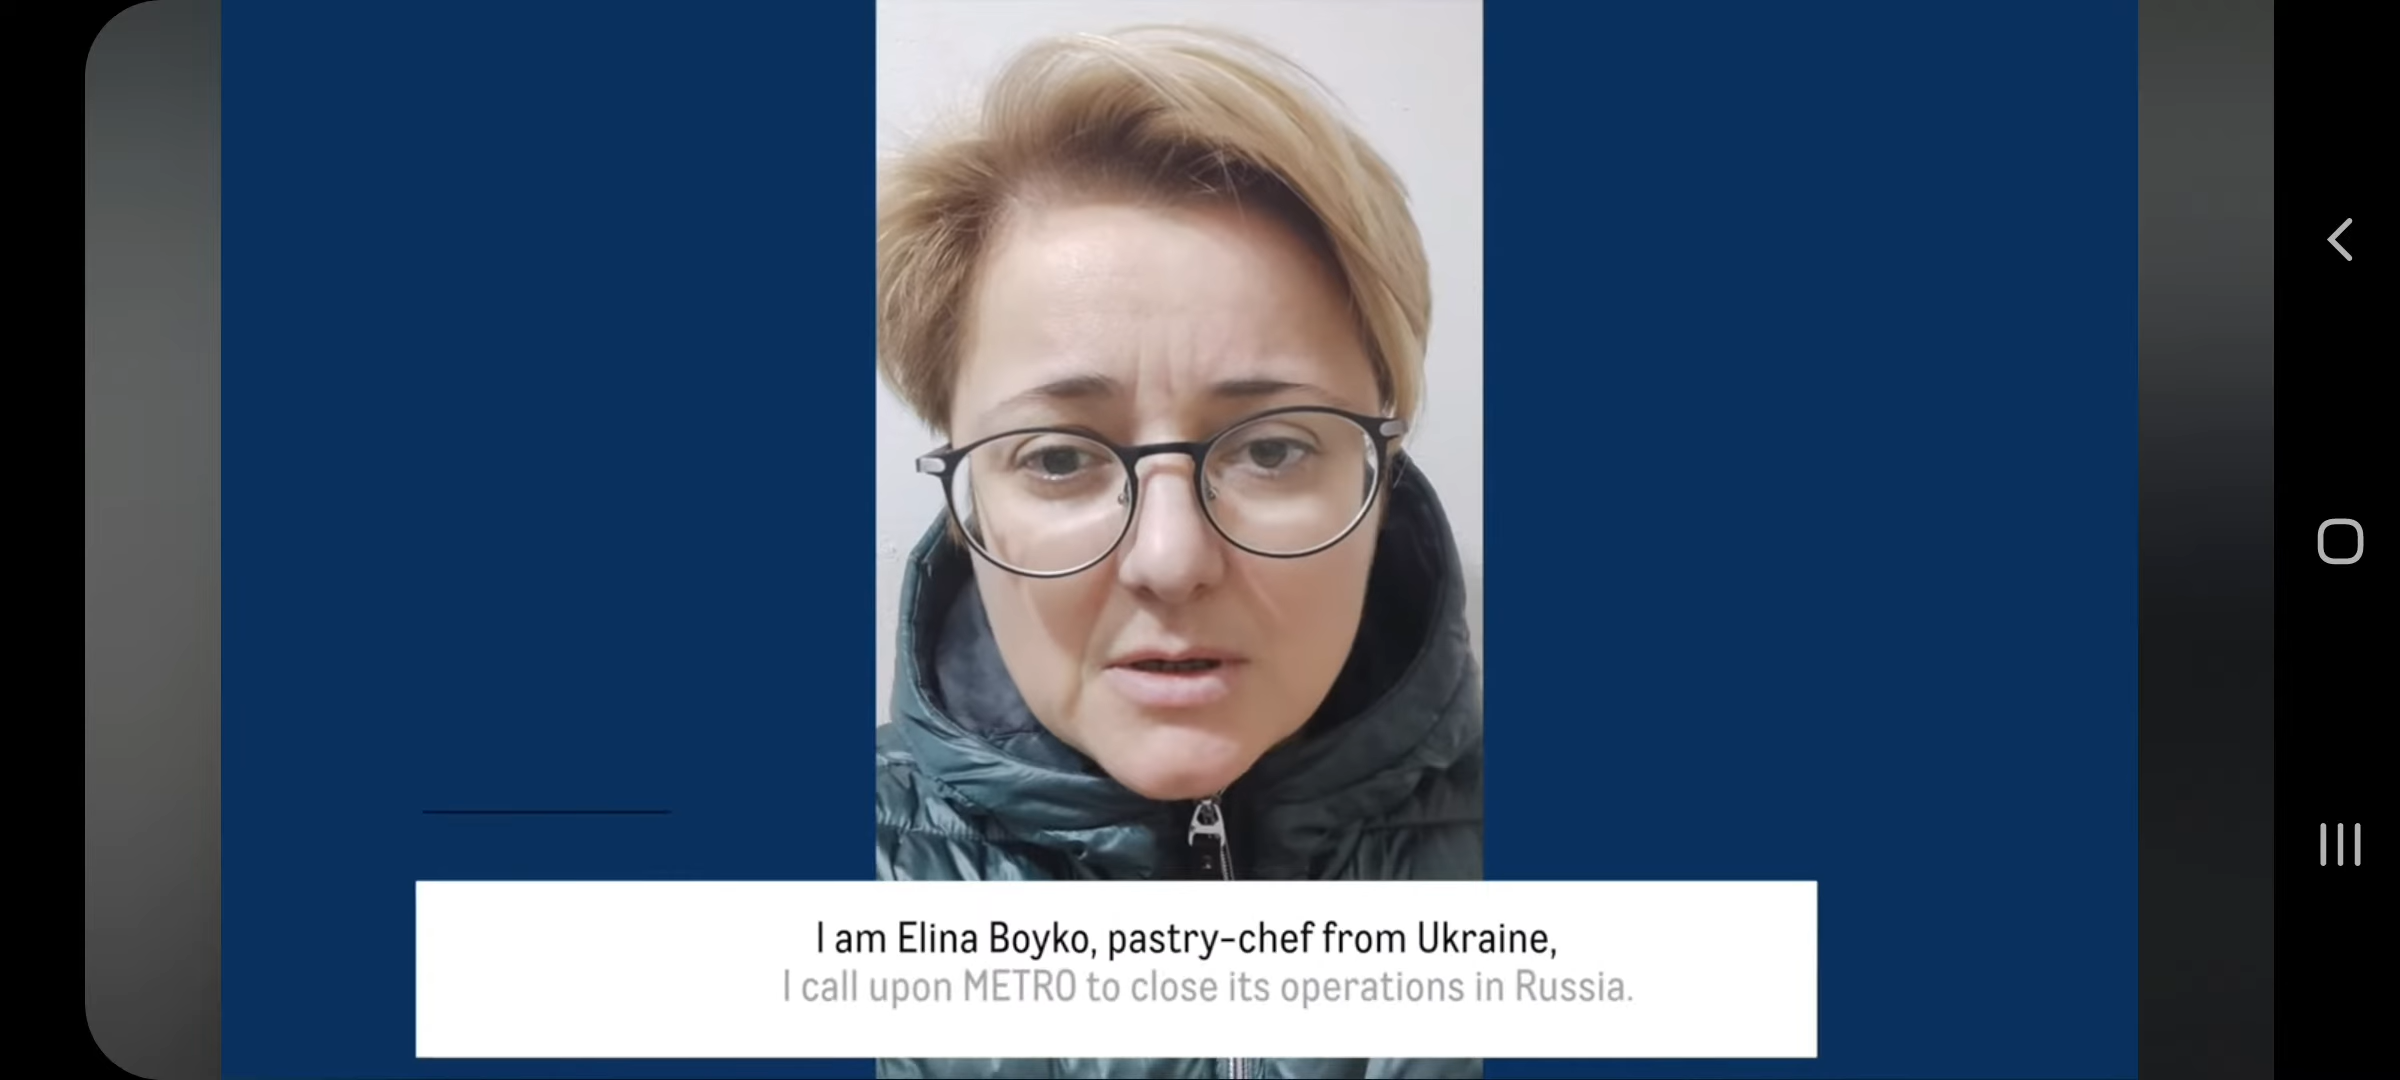 I am Elina Boyko, pastry-chef from Ukraine,
I call upon METRO to close its operations in Russia.